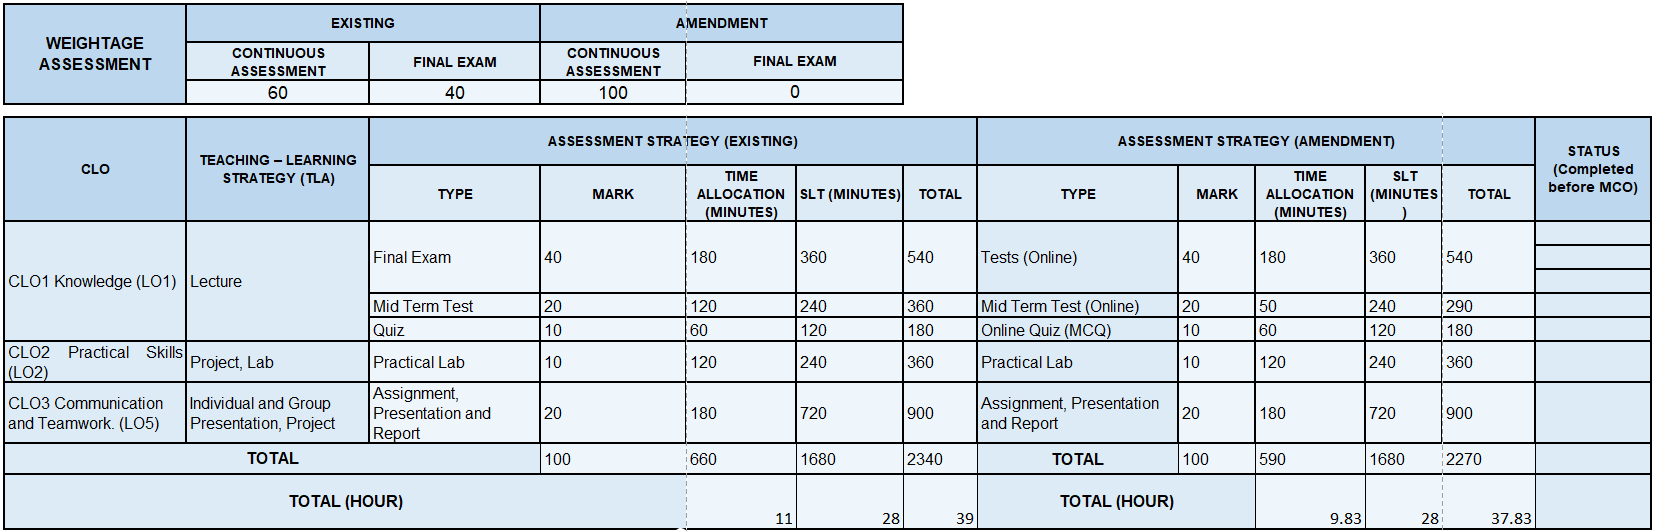 WEIGHTAGE ASSESSMENT EXISTING AMENDMENT
CONTINUOUS ASSESSMENT FINAL EXAM CONTINUOUS ASSESSMENT FINAL EXAM
60 40 100 0
CLO TEACHING – LEARNING STRATEGY (TLA) ASSESSMENT STRATEGY (EXISTING) ASSESSMENT STRATEGY (AMENDMENT) STATUS (Completed before MCO)
TYPE MARK TIME ALLOCATION (MINUTES) SLT (MINUTES) TOTAL TYPE MARK TIME ALLOCATION (MINUTES) SLT (MINUTES ) TOTAL
CLO1 Knowledge (LO1) Lecture Final Exam 40 180 360 540 Tests (Online) 40 180 360 540
Mid Term Test 20 120 240 360 Mid Term Test (Online) 20 50 240 290
Quiz 10 60 120 180 Online Quiz (MCQ) 10 60 120 180
CLO2 Practical Skills (LO2) Project, Lab Practical Lab 10 120 240 360 Practical Lab 10 120 240 360
CLO3 Communication and Teamwork. (LO5) Individual and Group Presentation, Project Assignment, Presentation and Report 20 180 720 900 Assignment, Presentation and Report 20 180 720 900
TOTAL 100 660 1680 2340 TOTAL 100 590 1680 2270
TOTAL (HOUR) 11 28 39 TOTAL (HOUR) 9.83 28 37.83